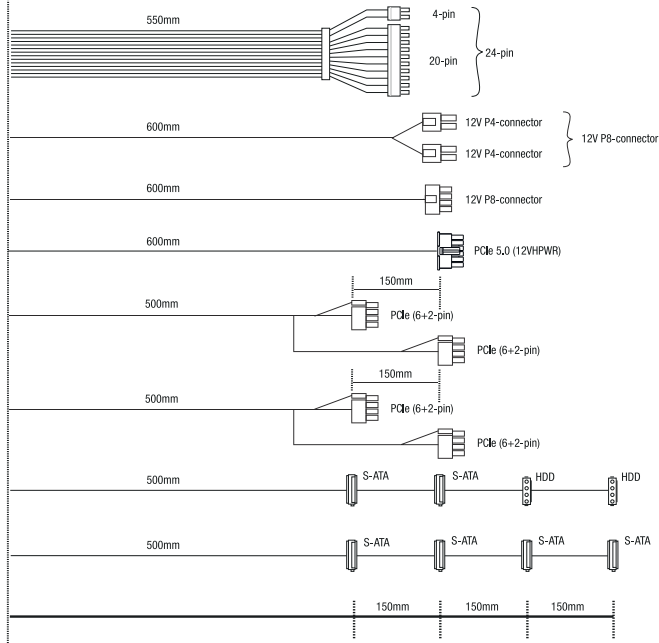 550mm
4-pin
20-pin
24-pin
600mm
12V P4-connector
12V P4-connector
12V P8-connector
600mm
12V P8-connector
600mm
PCIe 5.0 (12VHPWR)
150mm
500mm
PCIe (6+2-pin)
PCIe (6+2-pin)
150mm
500mm
PCIe (6+2-pin)
PCIe (6+2-pin)
500mm
S-ATA
S-ATA
HDD
HDD
500mm
S-ATA
S-ATA
S-ATA
S-ATA
150mm
150mm
150mm